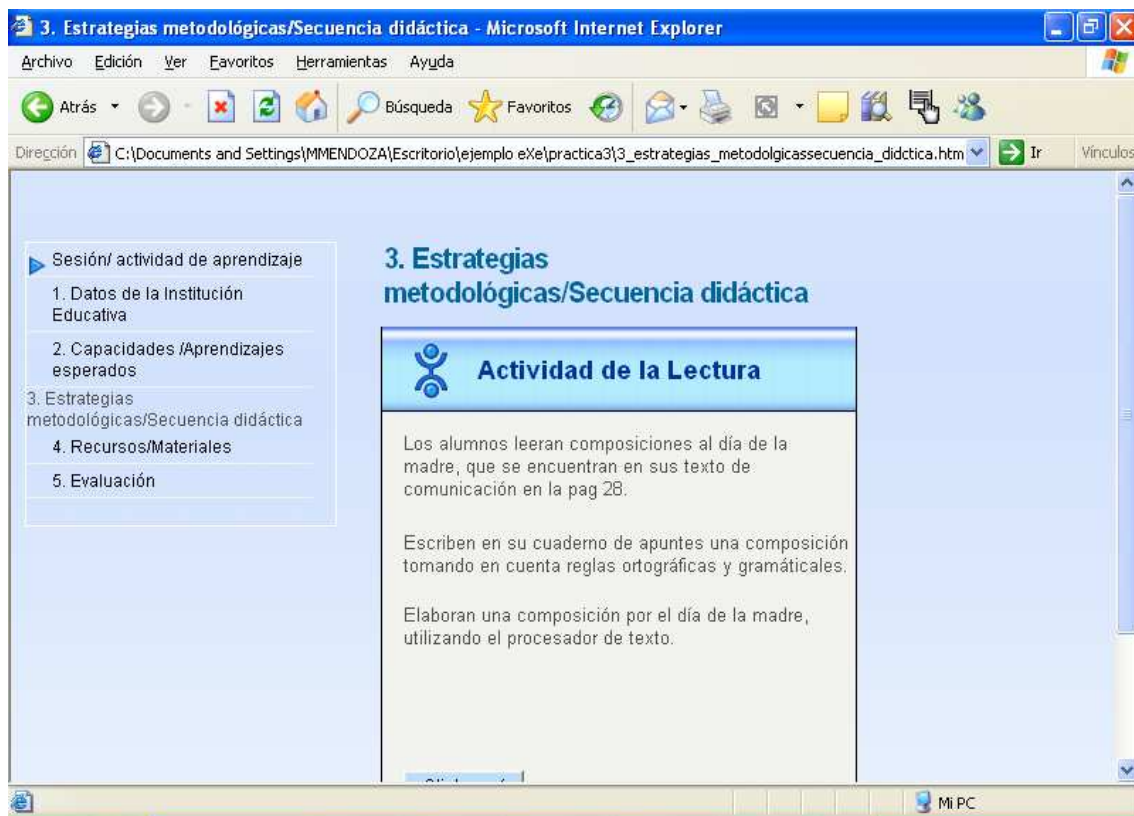 3. Estrategias metodológicas/Secuencia didáctica - Microsoft Internet Explorer
Archivo Edición Ver Favoritos Herramientas Ayuda
Atrás Búsqueda Favoritos
Dirección C:\Documents and Settings\MMENDOZA\Escritorio\ejemplo eXe\practica3\3_estrategias_metodolgicassecuencia_didctica.htm Ir Vínculos
Sesión/ actividad de aprendizaje
1. Datos de la Institución
Educativa
2. Capacidades /Aprendizajes
esperados
3. Estrategias
metodológicas/Secuencia didáctica
4. Recursos/Materiales
5. Evaluación
3. Estrategias
metodológicas/Secuencia didáctica
Actividad de la Lectura
Los alumnos leeran composiciones al día de la
madre, que se encuentran en sus texto de
comunicación en la pag 28.
Escriben en su cuaderno de apuntes una composición
tomando en cuenta reglas ortográficas y gramáticales.
Elaboran una composición por el día de la madre,
utilizando el procesador de texto.
Mi PC